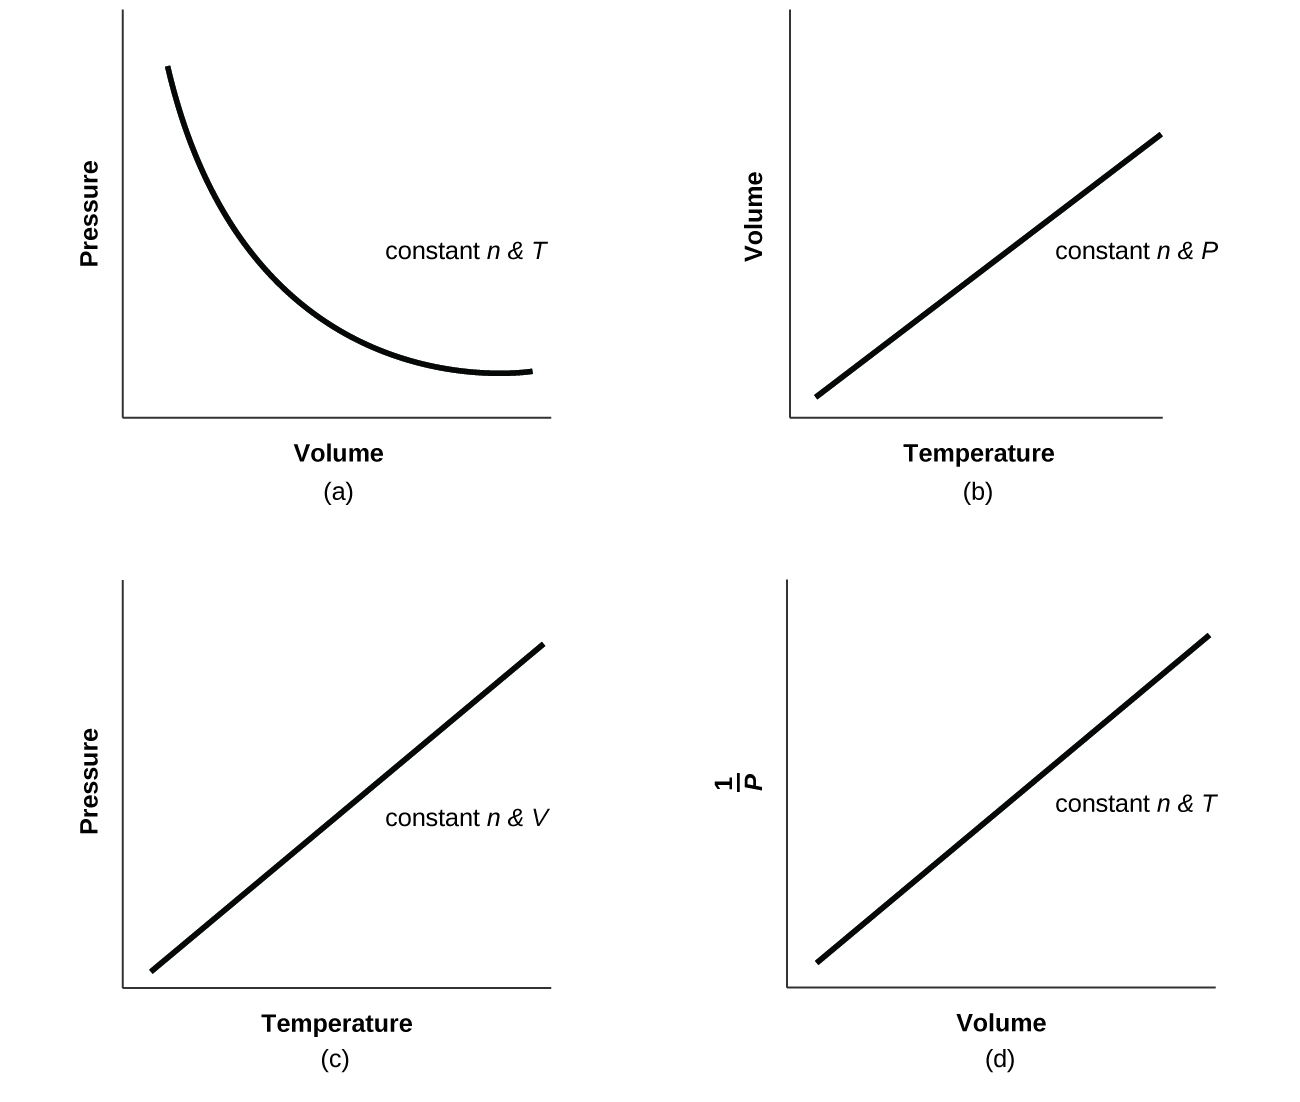 Pressure
constant n & T
Volume
(a)
Volume
constant n & P
Temperature
(b)
Pressure
constant n & V
Temperature
(c)
1
P
constant n & T
Volume
(d)